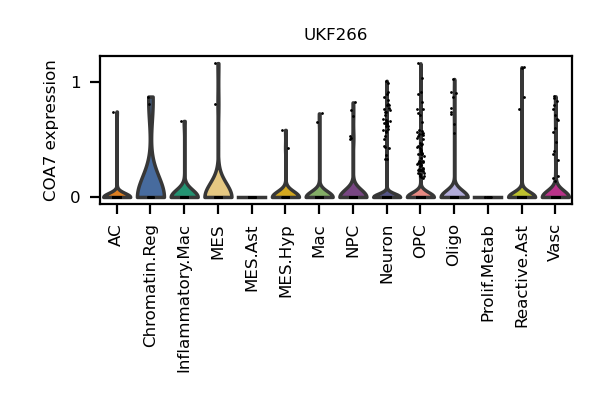 UKF266
COA7 expression
1
0
AC
Chromatin.Reg
Inflammatory.Mac
MES
MES.Ast
MES.Hyp
Mac
NPC
Neuron
OPC
Oligo
Prolif.Metab
Reactive.Ast
Vasc